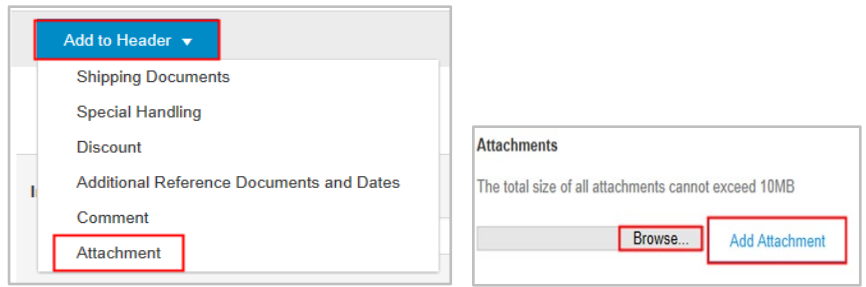 Add to Header
Shipping Documents
Special Handling
Discount
Additional Reference Documents and Dates
Comment
Attachment
Attachments
The total size of all attachments cannot exceed 10MB
Browse... Add Attachment